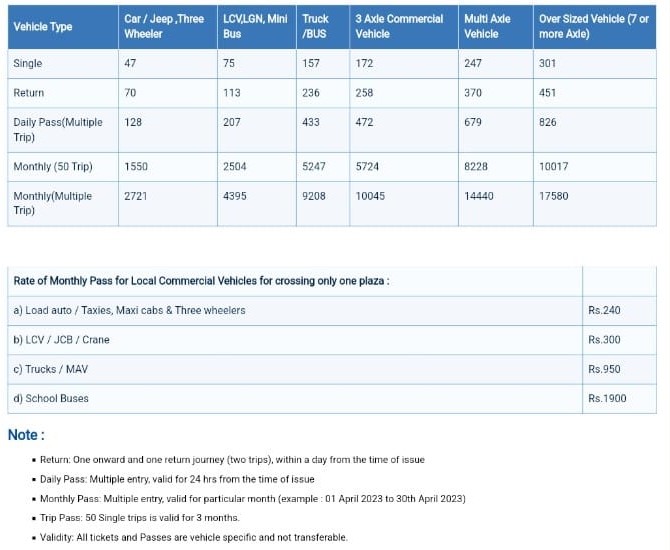 Vehicle Type | Car / Jeep ,Three Wheeler | LCV,LGN, Mini Bus | Truck /BUS | 3 Axle Commercial Vehicle | Multi Axle Vehicle | Over Sized Vehicle (7 or more Axle)
Single | 47 | 75 | 157 | 172 | 247 | 301
Return | 70 | 113 | 236 | 258 | 370 | 451
Daily Pass(Multiple Trip) | 128 | 207 | 433 | 472 | 679 | 826
Monthly (50 Trip) | 1550 | 2504 | 5247 | 5724 | 8228 | 10017
Monthly(Multiple Trip) | 2721 | 4395 | 9208 | 10045 | 14440 | 17580
Rate of Monthly Pass for Local Commercial Vehicles for crossing only one plaza :
a) Load auto / Taxies, Maxi cabs & Three wheelers | Rs.240
b) LCV / JCB / Crane | Rs.300
c) Trucks / MAV | Rs.950
d) School Buses | Rs.1900
Note :
▪ Return: One onward and one return journey (two trips), within a day from the time of issue
▪ Daily Pass: Multiple entry, valid for 24 hrs from the time of issue
▪ Monthly Pass: Multiple entry, valid for particular month (example : 01 April 2023 to 30th April 2023)
▪ Trip Pass: 50 Single trips is valid for 3 months.
▪ Validity: All tickets and Passes are vehicle specific and not transferable.